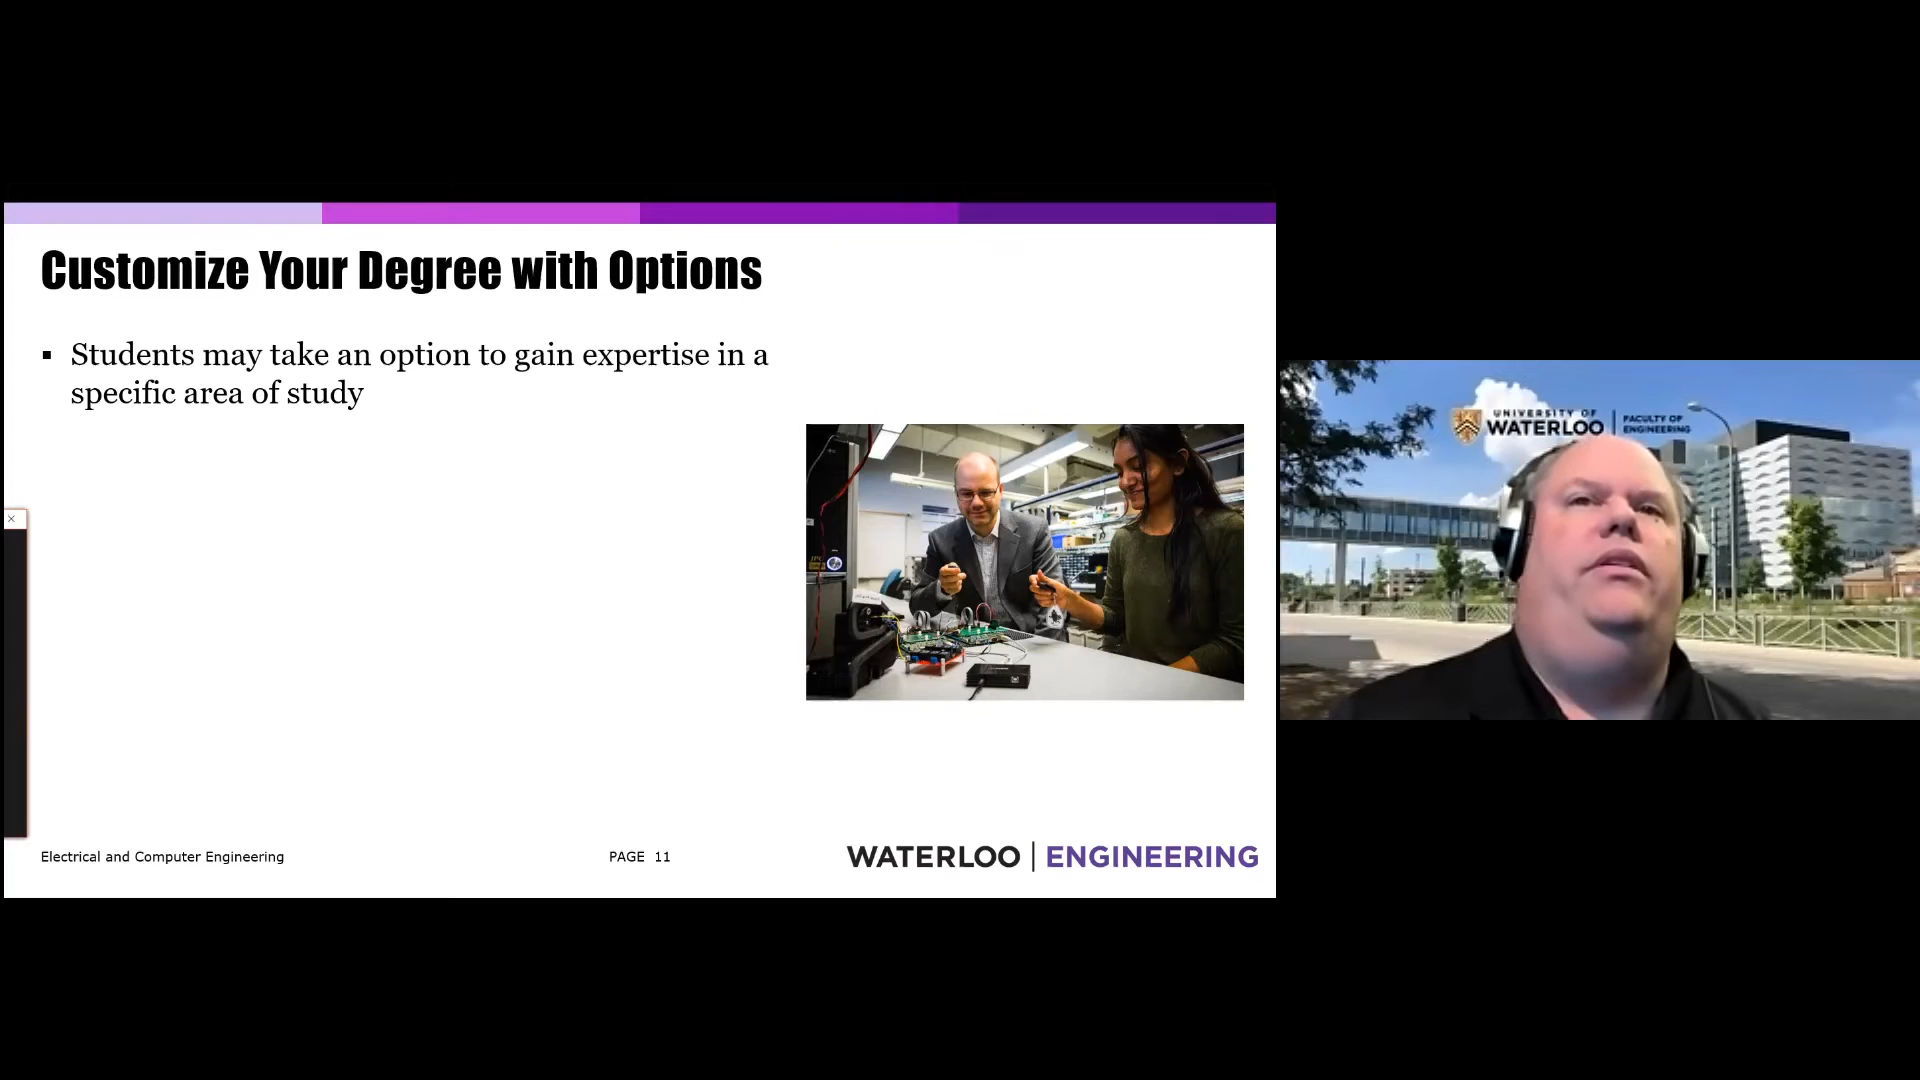 Customize Your Degree with Options
▪ Students may take an option to gain expertise in a
specific area of study
Electrical and Computer Engineering
PAGE 11
WATERLOO | ENGINEERING
UNIVERSITY OF
WATERLOO
FACULTY OF
ENGINEERING